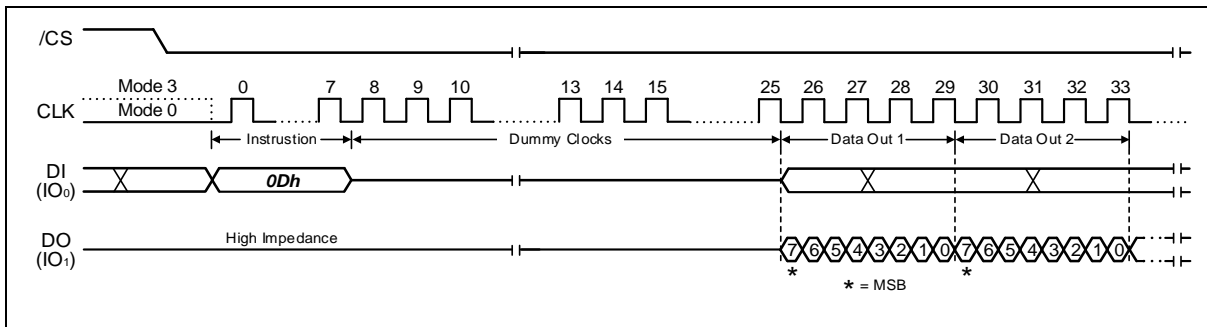 /CS
Mode 3
0 7 8 9 10 13 14 15 25 26 27 28 29 30 31 32 33
CLK
Mode 0
Instrustion Dummy Clocks Data Out 1 Data Out 2
DI
(IO₀)
0Dh
DO
(IO₁)
High Impedance
7 6 5 4 3 2 1 0 7 6 5 4 3 2 1 0
* *
* = MSB